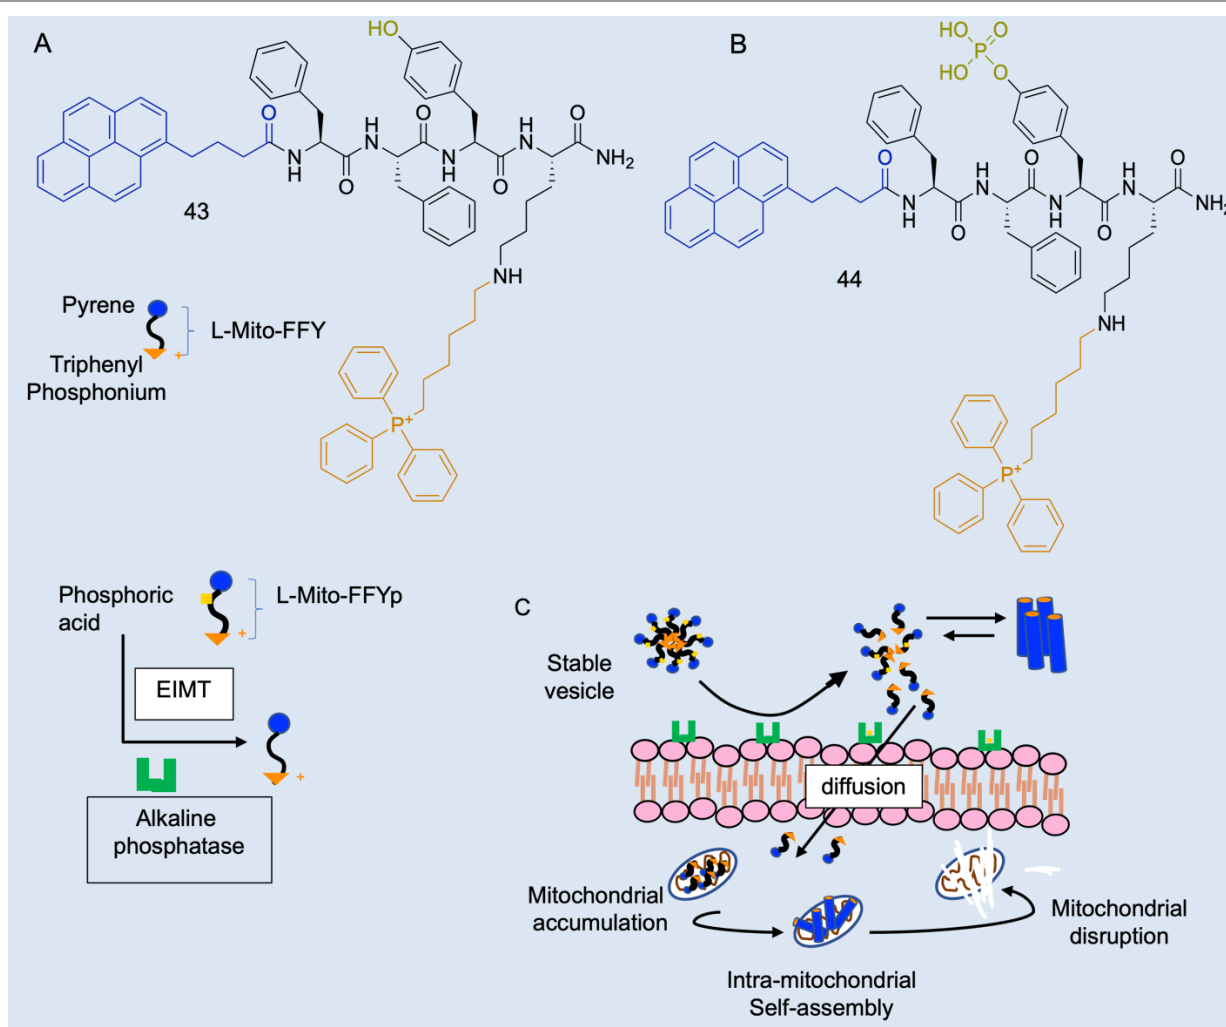 A
HO
O
H
N
O
H
N
O
N
H
O
N
H
O
NH₂
43
NH
P⁺
Pyrene
L-Mito-FFY
+
Triphenyl
Phosphonium
B
HO
O
P
HO
O
O
H
N
O
H
N
O
N
H
O
N
H
O
NH₂
44
NH
P⁺
Phosphoric
acid
L-Mito-FFYp
+
EIMT
+
Alkaline
phosphatase
C
Stable
vesicle
diffusion
Mitochondrial
accumulation
Mitochondrial
disruption
Intra-mitochondrial
Self-assembly